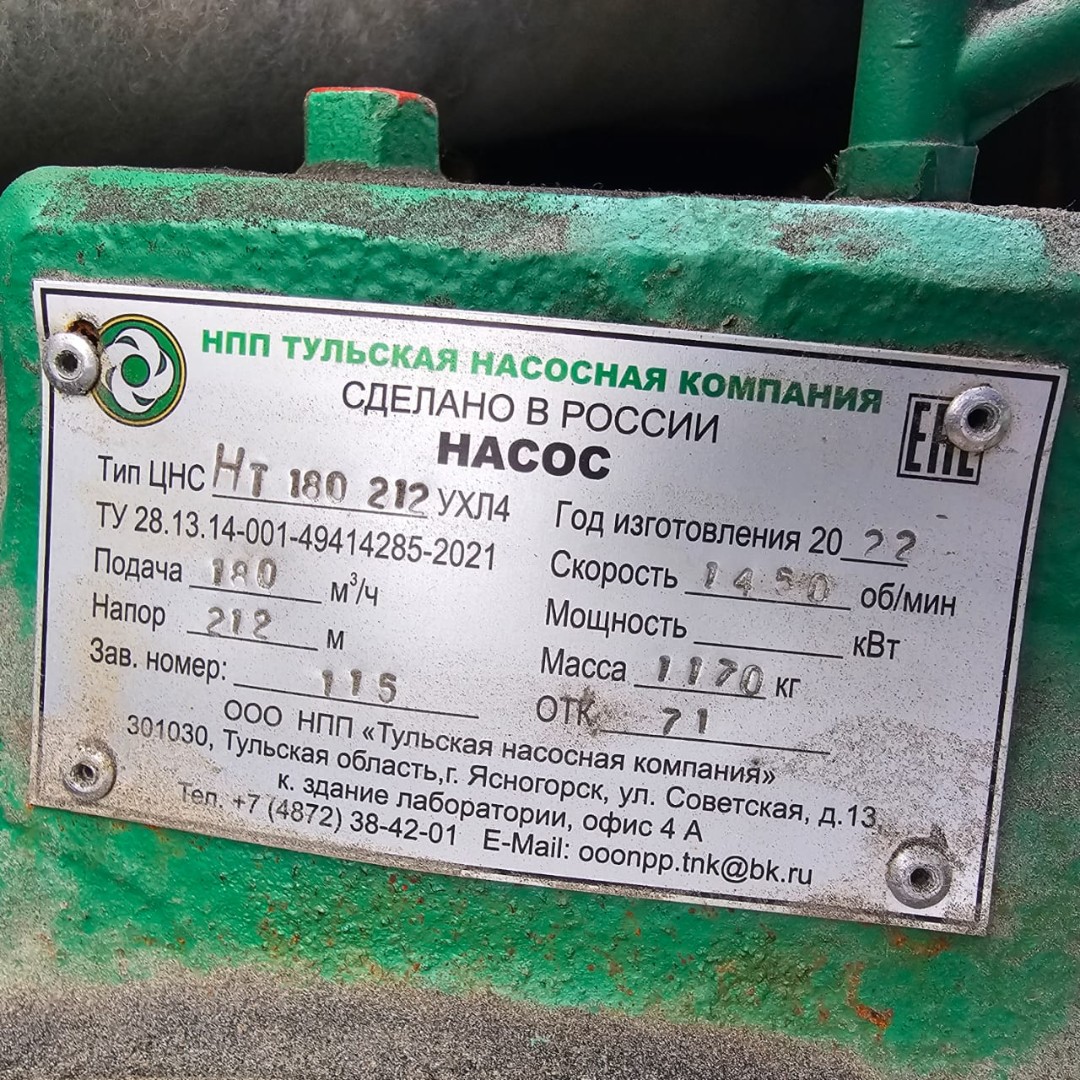 НПП ТУЛЬСКАЯ НАСОСНАЯ КОМПАНИЯ
СДЕЛАНО В РОССИИ
EAC
НАСОС
Тип ЦНС Нт 180 212 УХЛ4
ТУ 28.13.14-001-49414285-2021
Подача 180 м³/ч
Напор 212 м
Зав. номер: 115
Год изготовления 2022
Скорость 1450 об/мин
Мощность кВт
Масса 1170 кг
ОТК 71
ООО НПП «Тульская насосная компания»
301030, Тульская область,г. Ясногорск, ул. Советская, д.13,
к. здание лаборатории, офис 4 А
Тел. +7 (4872) 38-42-01 E-Mail: ooonpp.tnk@bk.ru